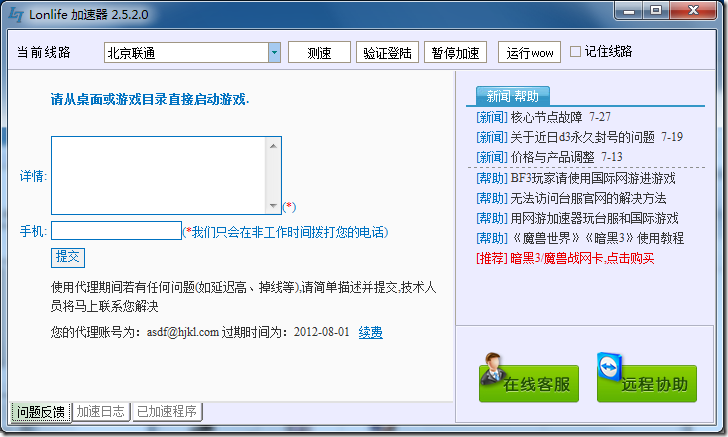 Lonlife 加速器 2.5.2.0
当前线路 北京联通 测速 验证登陆 暂停加速 运行wow 记住线路
请从桌面或游戏目录直接启动游戏.
详情: (*)
手机: (*我们只会在非工作时间拨打您的电话)
提交
使用代理期间有任何问题(如延迟高、掉线等),请简单描述并提交,技术人
员将马上联系您解决
您的代理账号为: asdf@hjkl.com 过期时间为: 2012-08-01 续费
问题反馈 加速日志 已加速程序
新闻·帮助
[新闻] 核心节点故障 7-27
[新闻] 关于近日d3永久封号的问题 7-19
[新闻] 价格与产品调整 7-13
[帮助] BF3玩家请使用国际网游进游戏
[帮助] 无法访问台服官网的解决方法
[帮助] 用网游加速器玩台服和国际游戏
[帮助] 《魔兽世界》《暗黑3》使用教程
[推荐] 暗黑3/魔兽战网卡,点击购买
在线客服 远程协助